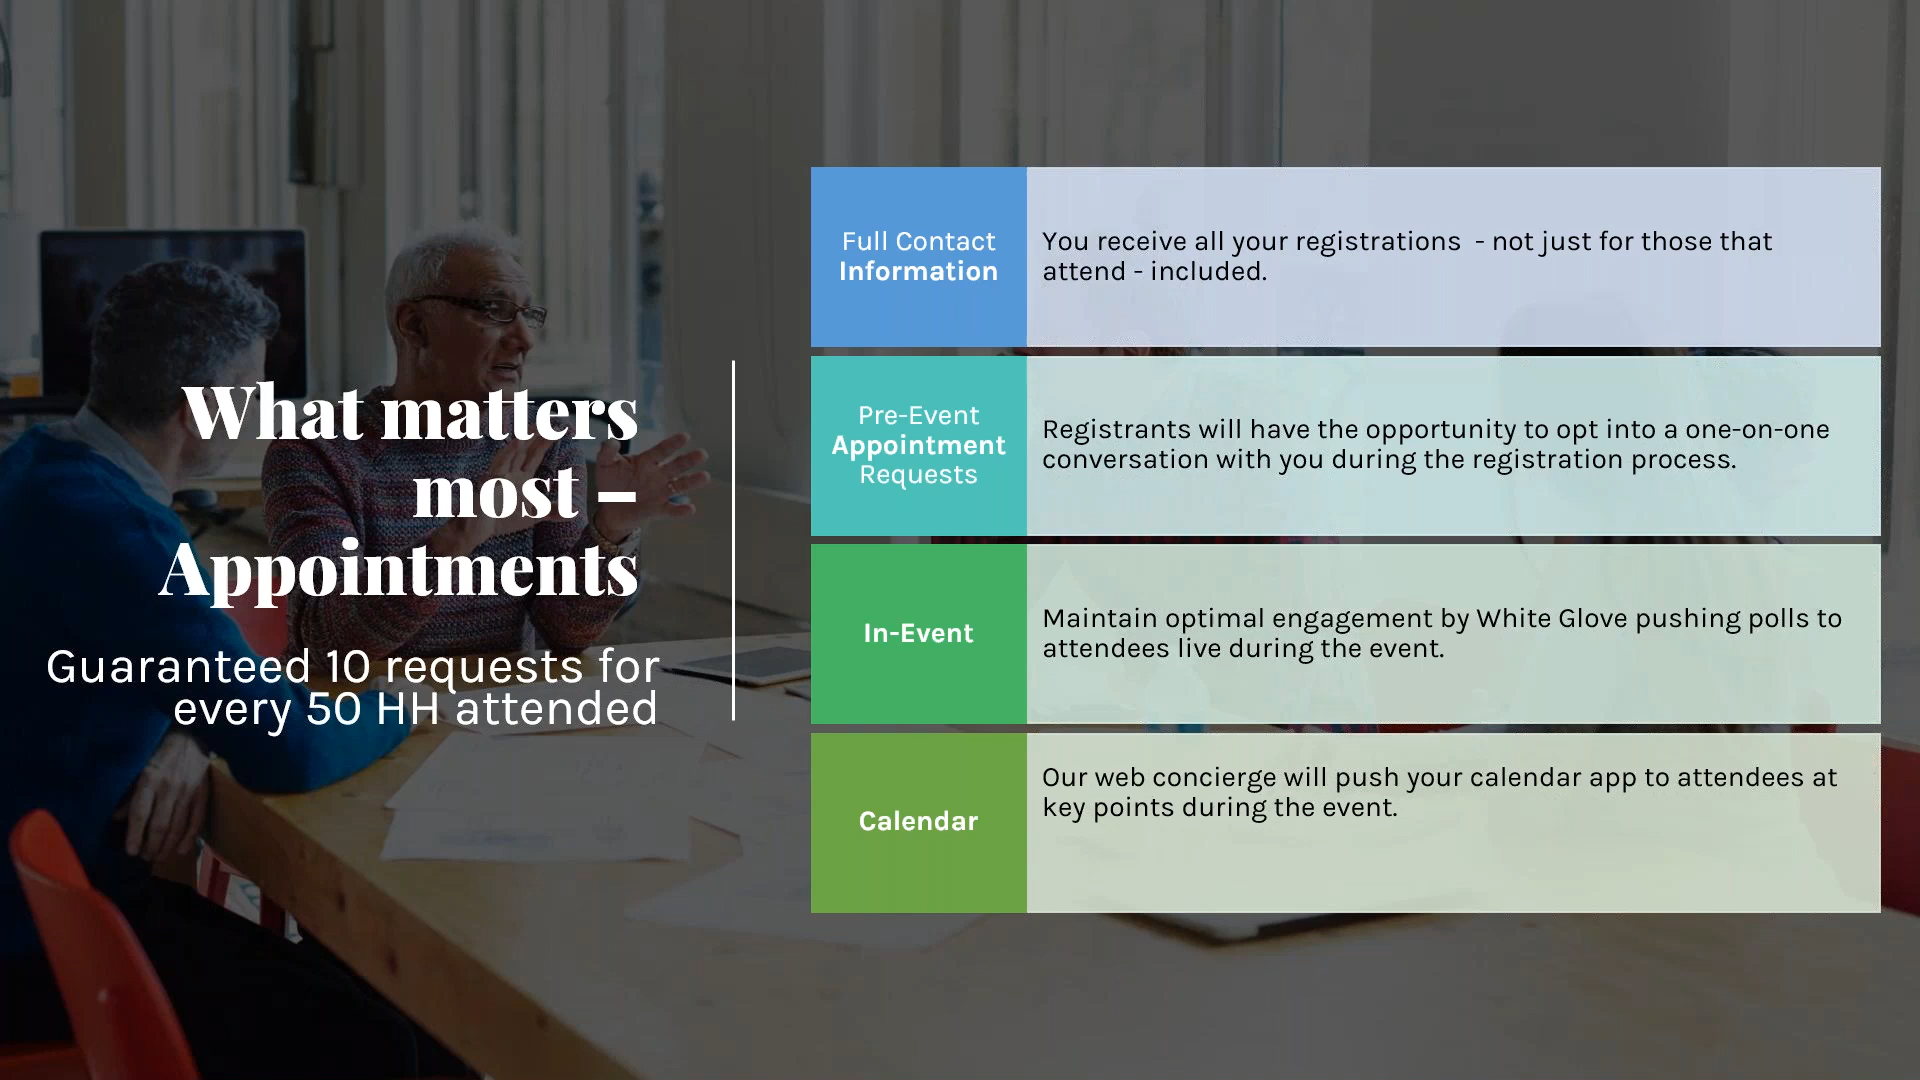 What matters
most –
Appointments
Guaranteed 10 requests for
every 50 HH attended
Full Contact
Information
You receive all your registrations  - not just for those that
attend - included.
Pre-Event
Appointment
Requests
Registrants will have the opportunity to opt into a one-on-one
conversation with you during the registration process.
In-Event
Maintain optimal engagement by White Glove pushing polls to
attendees live during the event.
Calendar
Our web concierge will push your calendar app to attendees at
key points during the event.